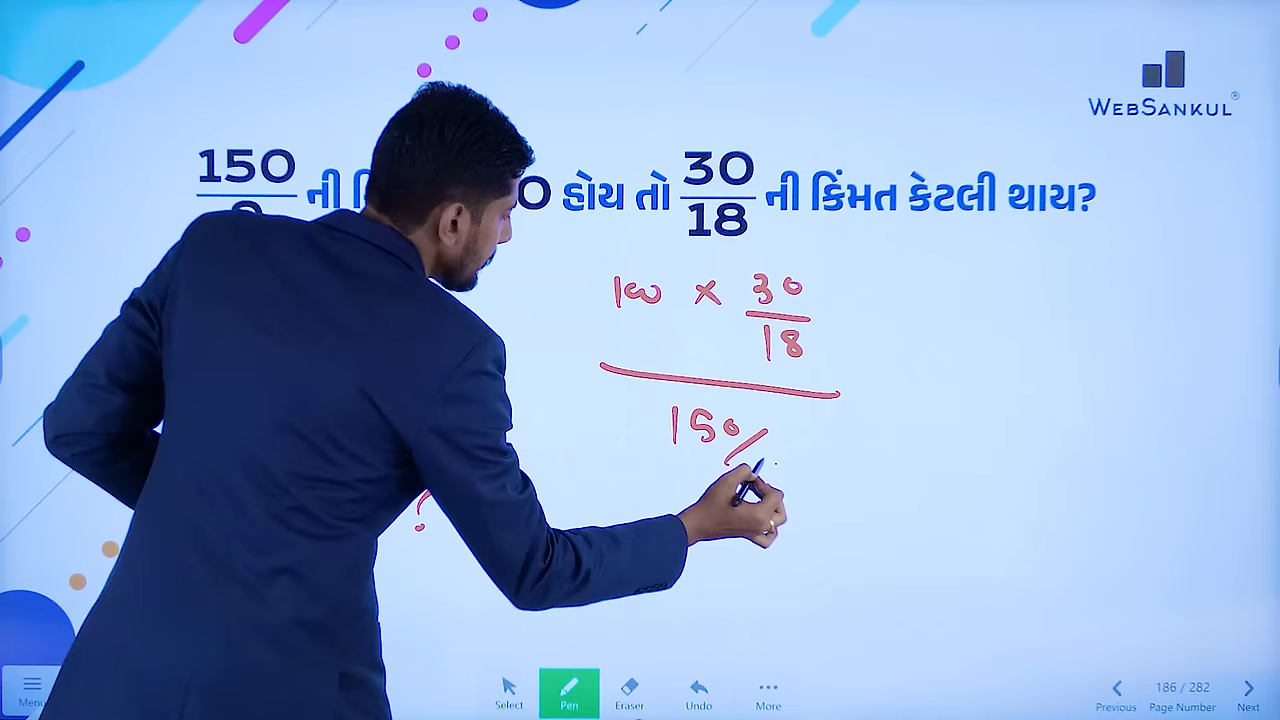 WEBSANKUL®
150 ની 0 હોય તો 30/18 ની કિંમત કેટલી થાય?
100 × 30
18
150/
?
Menu Select Pen Eraser Undo More Previous 186 / 282 Page Number Next